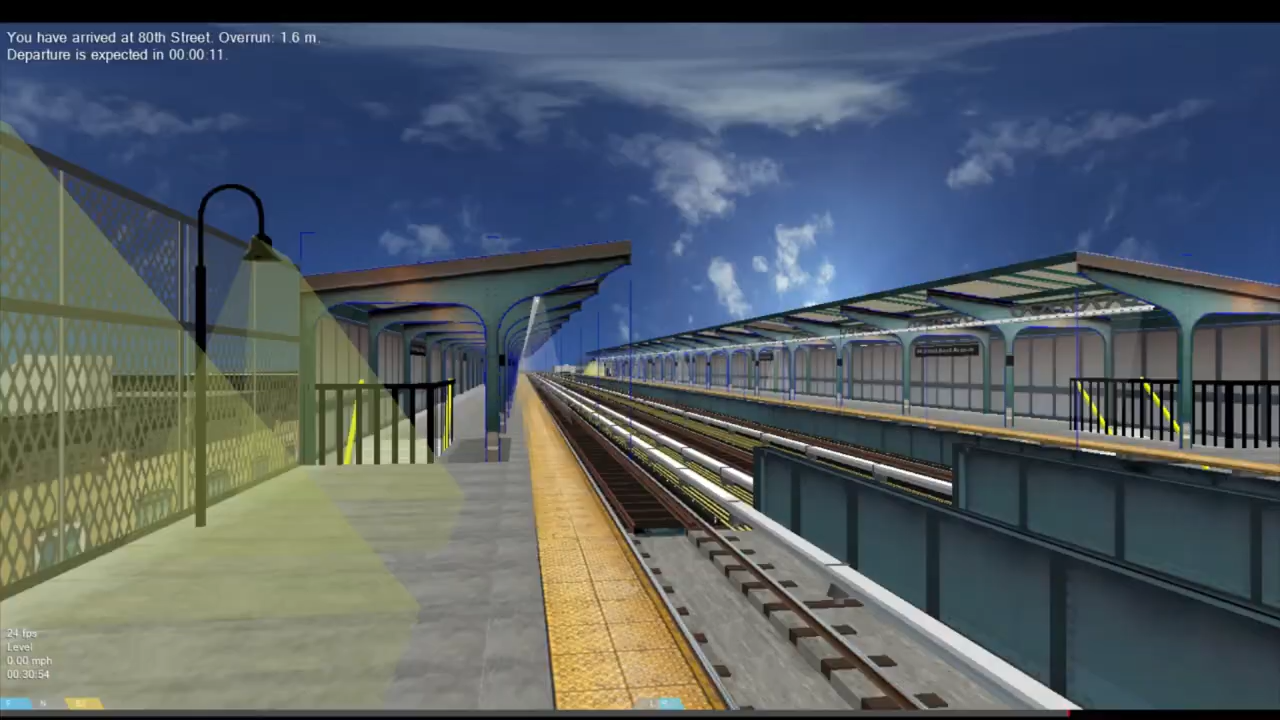 You have arrived at 80th Street. Overrun: 1.6 m.
Departure is expected in 00:00:11.
24 fps
Level
0.00 mph
00:30:54
F N
L R